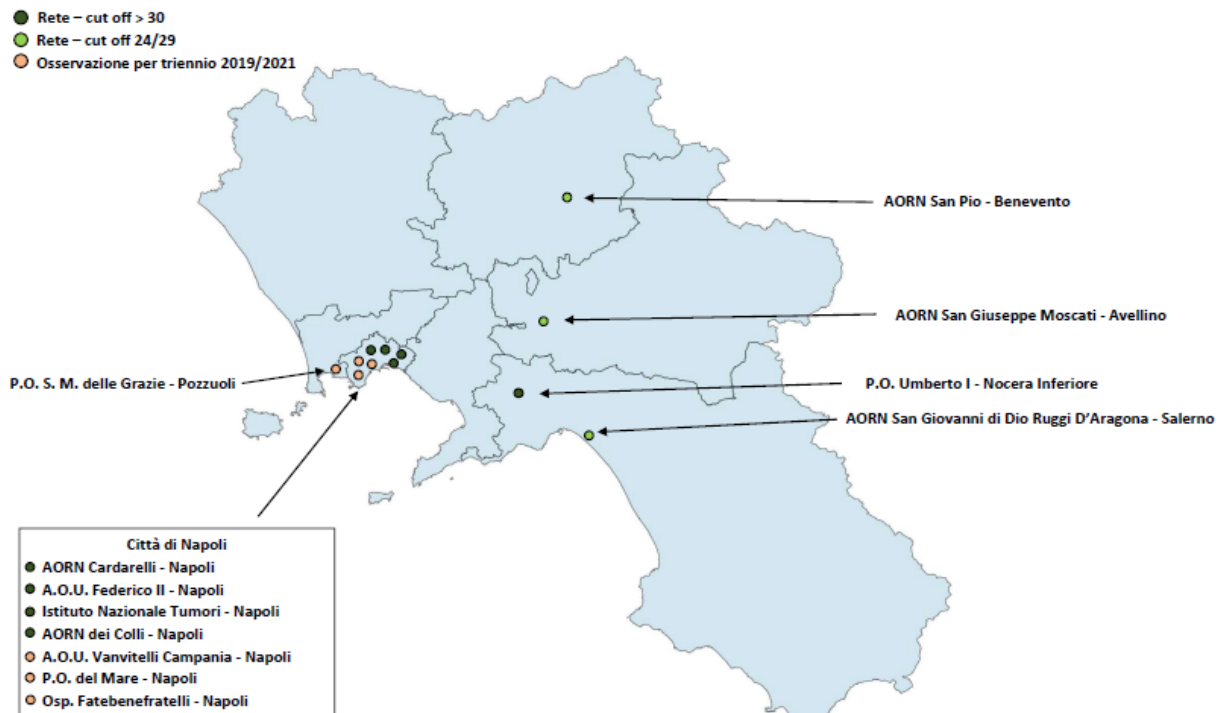 Rete – cut off > 30
Rete – cut off 24/29
Osservazione per triennio 2019/2021
AORN San Pio - Benevento
AORN San Giuseppe Moscati - Avellino
P.O. S. M. delle Grazie - Pozzuoli
P.O. Umberto I - Nocera Inferiore
AORN San Giovanni di Dio Ruggi D'Aragona - Salerno
Città di Napoli
AORN Cardarelli - Napoli
A.O.U. Federico II - Napoli
Istituto Nazionale Tumori - Napoli
AORN dei Colli - Napoli
A.O.U. Vanvitelli Campania - Napoli
P.O. del Mare - Napoli
Osp. Fatebenefratelli - Napoli